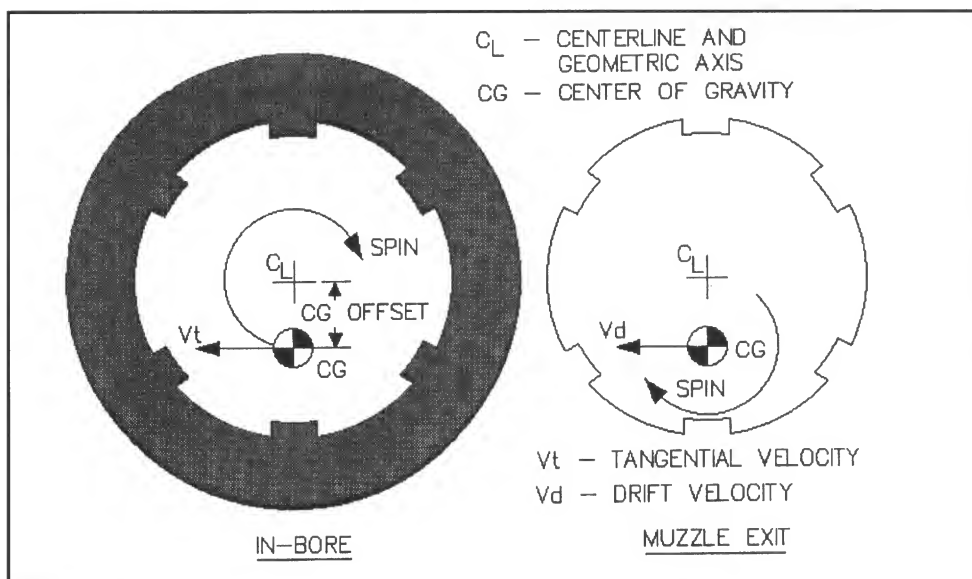 CL – CENTERLINE AND
GEOMETRIC AXIS
CG – CENTER OF GRAVITY
SPIN
CL
CG OFFSET
Vt
CG
IN-BORE
CL
Vd
CG
SPIN
Vt – TANGENTIAL VELOCITY
Vd – DRIFT VELOCITY
MUZZLE EXIT